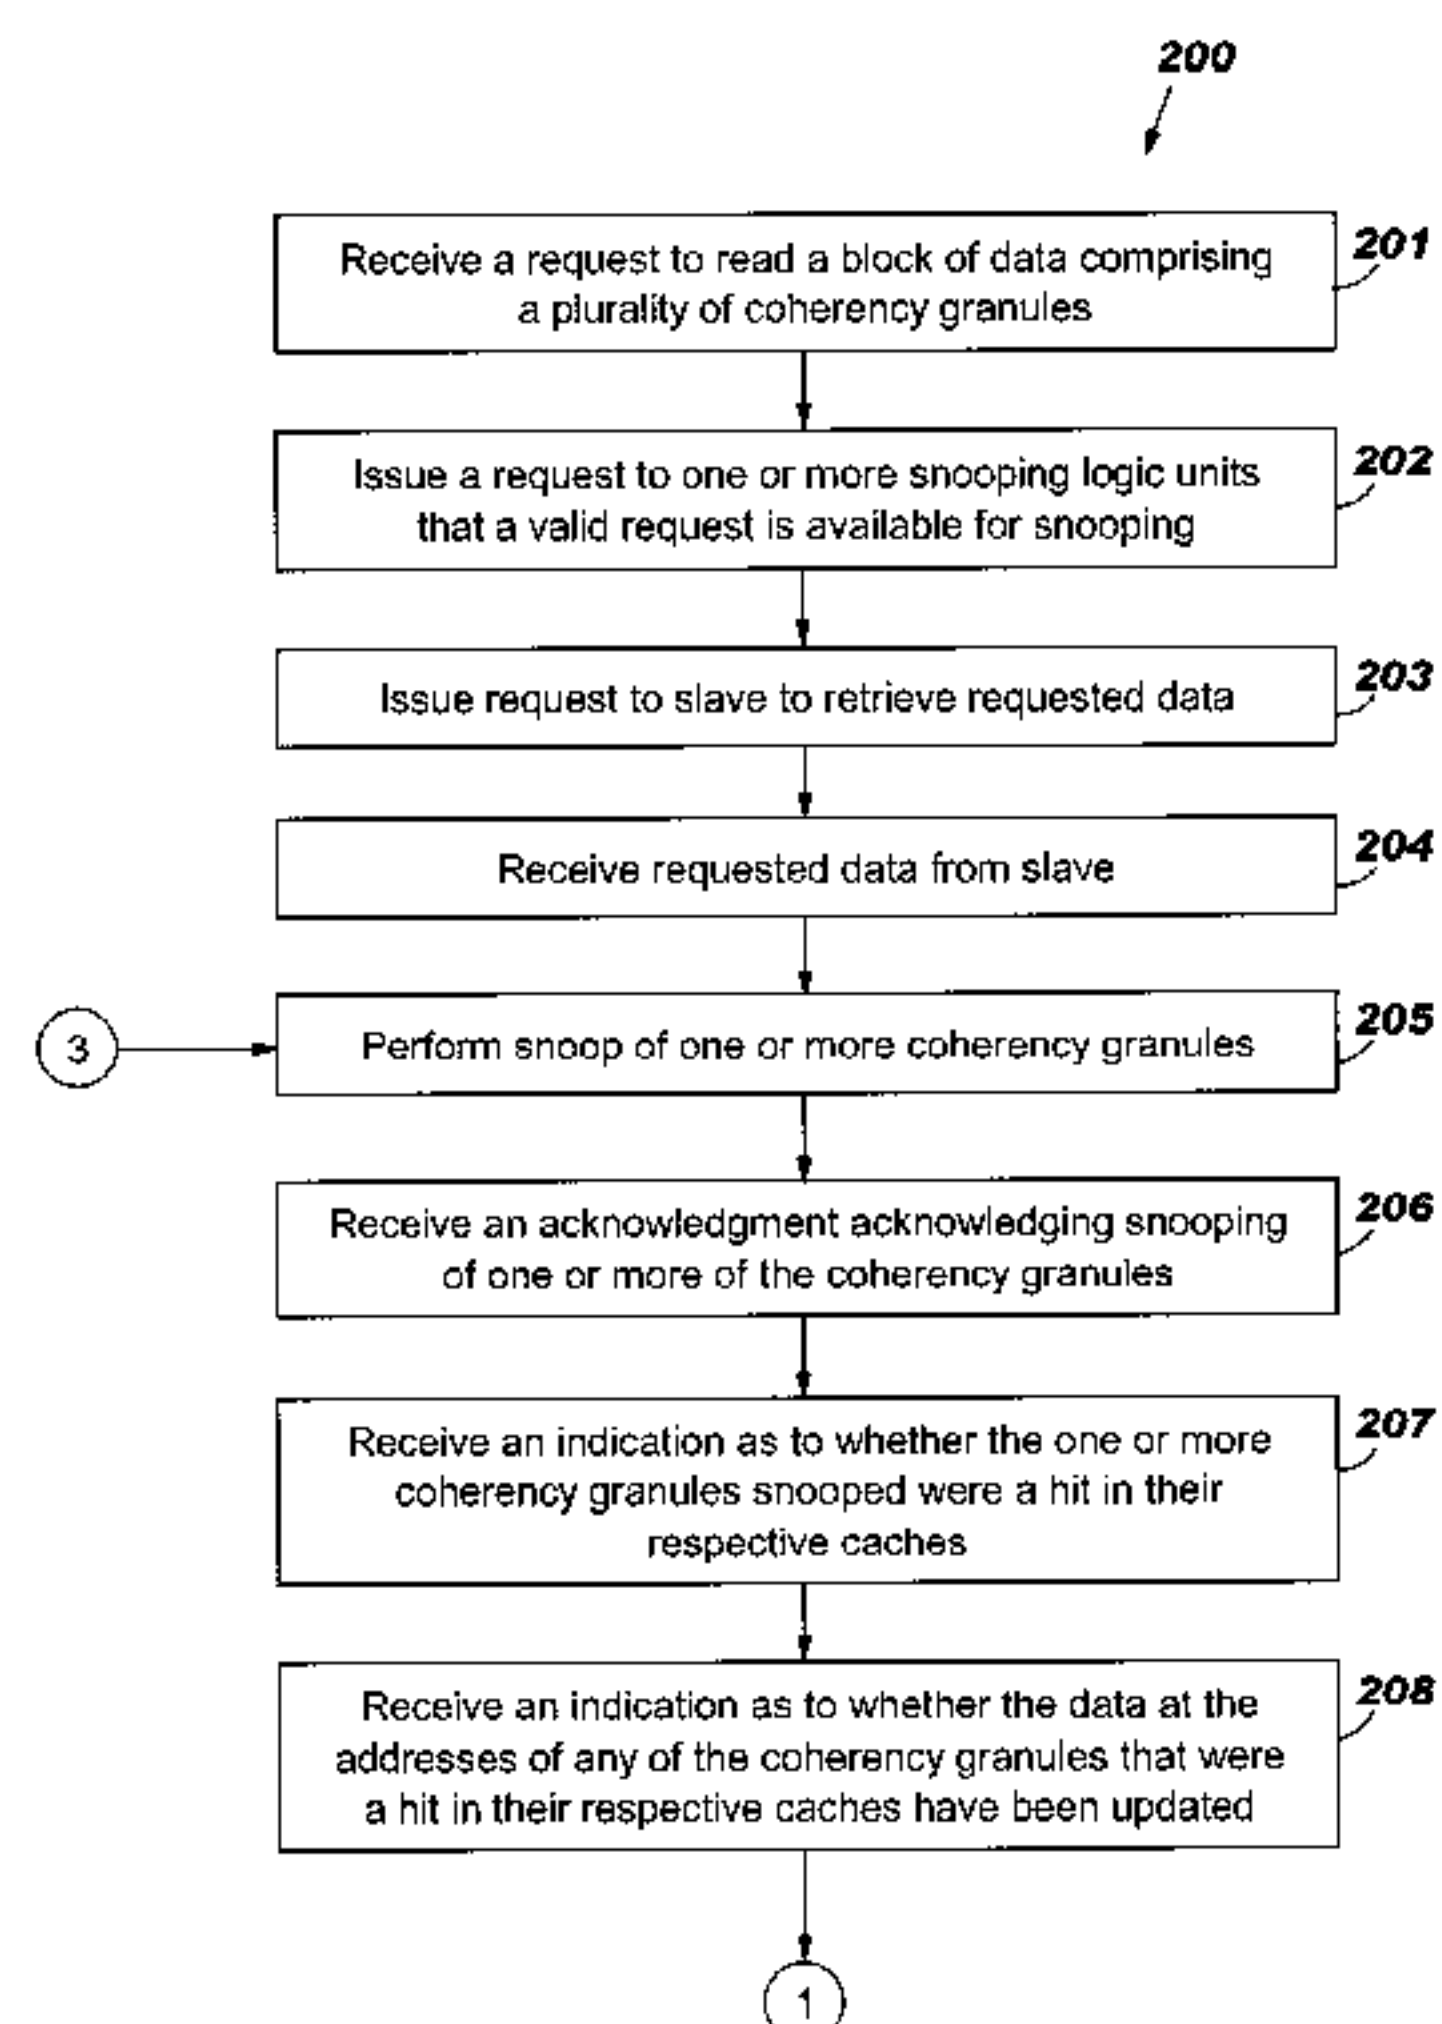 200
201
Receive a request to read a block of data comprising
a plurality of coherency granules
202
Issue a request to one or more snooping logic units
that a valid request is available for snooping
203
Issue request to slave to retrieve requested data
204
Receive requested data from slave
205
3
Perform snoop of one or more coherency granules
206
Receive an acknowledgment acknowledging snooping
of one or more of the coherency granules
207
Receive an indication as to whether the one or more
coherency granules snooped were a hit in their
respective caches
208
Receive an indication as to whether the data at the
addresses of any of the coherency granules that were
a hit in their respective caches have been updated
1